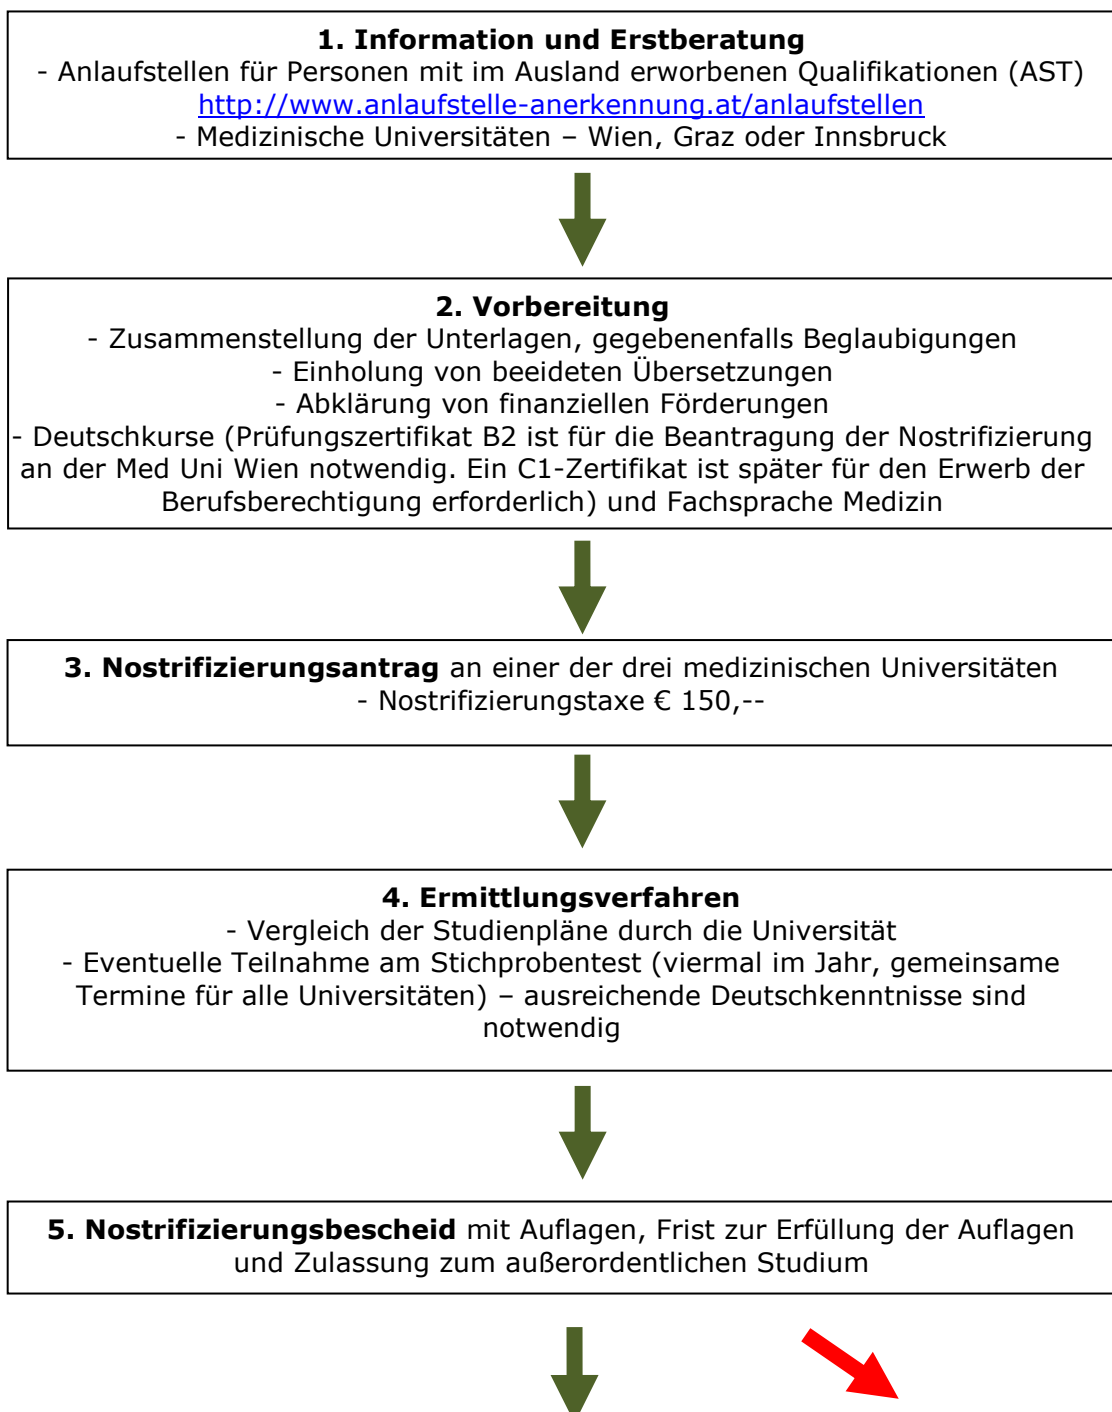 1. Information und Erstberatung
- Anlaufstellen für Personen mit im Ausland erworbenen Qualifikationen (AST)
http://www.anlaufstelle-anerkennung.at/anlaufstellen
- Medizinische Universitäten – Wien, Graz oder Innsbruck
2. Vorbereitung
- Zusammenstellung der Unterlagen, gegebenenfalls Beglaubigungen
- Einholung von beeideten Übersetzungen
- Abklärung von finanziellen Förderungen
- Deutschkurse (Prüfungszertifikat B2 ist für die Beantragung der Nostrifizierung
an der Med Uni Wien notwendig. Ein C1-Zertifikat ist später für den Erwerb der
Berufsberechtigung erforderlich) und Fachsprache Medizin
3. Nostrifizierungsantrag an einer der drei medizinischen Universitäten
- Nostrifizierungstaxe € 150,--
4. Ermittlungsverfahren
- Vergleich der Studienpläne durch die Universität
- Eventuelle Teilnahme am Stichprobentest (viermal im Jahr, gemeinsame
Termine für alle Universitäten) – ausreichende Deutschkenntnisse sind
notwendig
5. Nostrifizierungsbescheid mit Auflagen, Frist zur Erfüllung der Auflagen
und Zulassung zum außerordentlichen Studium